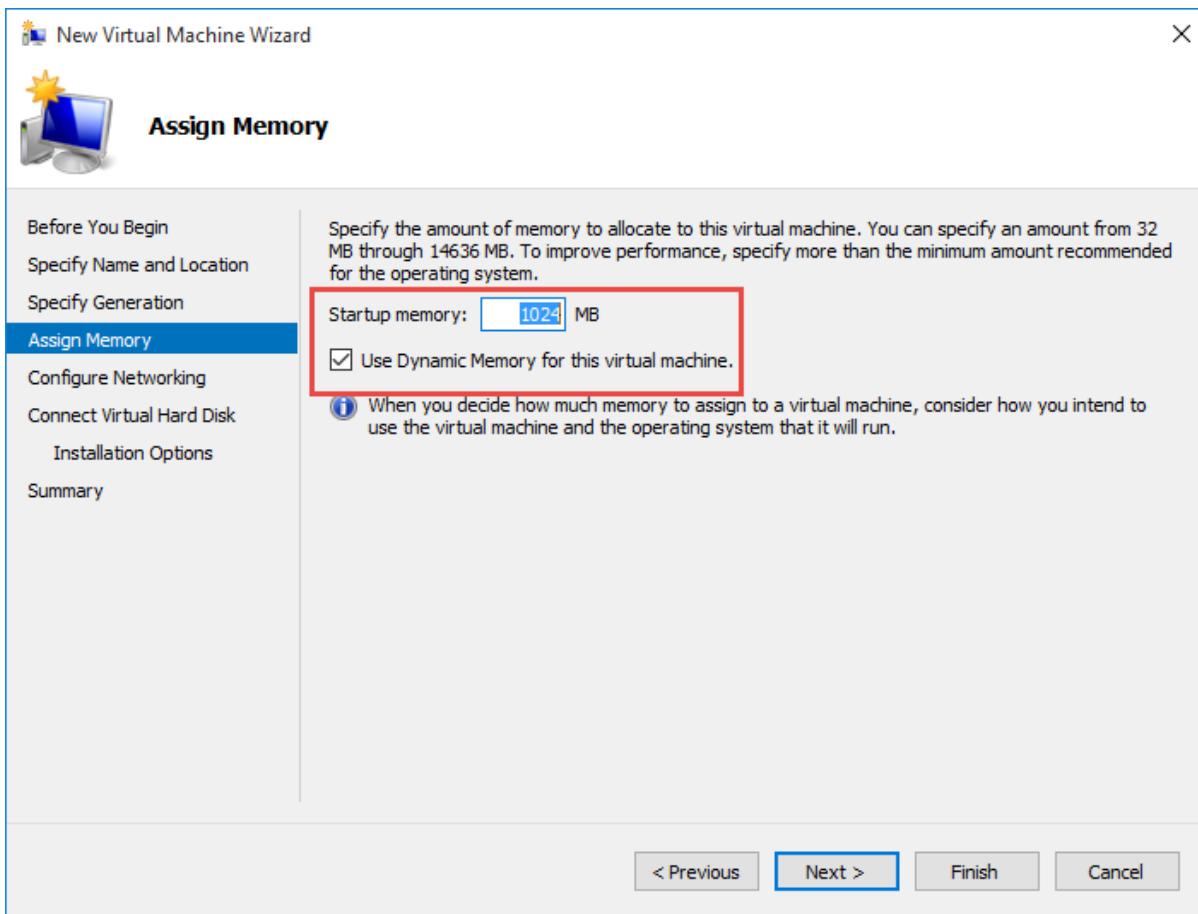 New Virtual Machine Wizard
Assign Memory
Before You Begin
Specify Name and Location
Specify Generation
Assign Memory
Configure Networking
Connect Virtual Hard Disk
Installation Options
Summary
Specify the amount of memory to allocate to this virtual machine. You can specify an amount from 32
MB through 14636 MB. To improve performance, specify more than the minimum amount recommended
for the operating system.
Startup memory: 1024 MB
Use Dynamic Memory for this virtual machine.
When you decide how much memory to assign to a virtual machine, consider how you intend to
use the virtual machine and the operating system that it will run.
< Previous Next > Finish Cancel